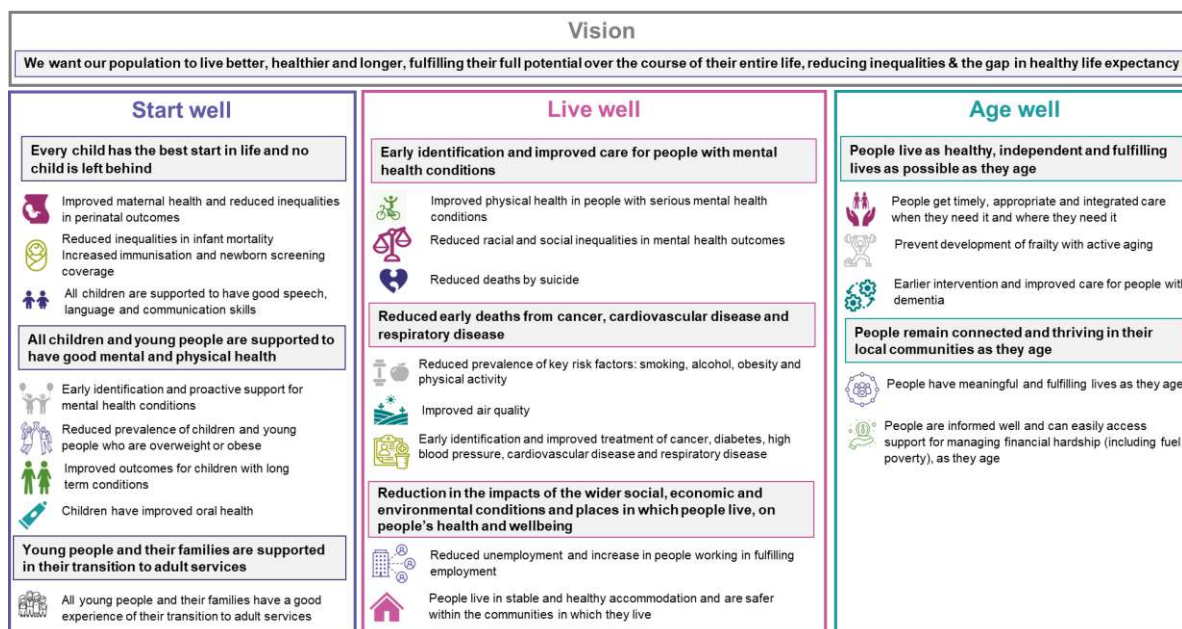 Vision
We want our population to live better, healthier and longer, fulfilling their full potential over the course of their entire life, reducing inequalities & the gap in healthy life expectancy
Start well
Every child has the best start in life and no
child is left behind
Improved maternal health and reduced inequalities
in perinatal outcomes
Reduced inequalities in infant mortality
Increased immunisation and newborn screening
coverage
All children are supported to have good speech,
language and communication skills
All children and young people are supported to
have good mental and physical health
Early identification and proactive support for
mental health conditions
Reduced prevalence of children and young
people who are overweight or obese
Improved outcomes for children with long
term conditions
Children have improved oral health
Young people and their families are supported
in their transition to adult services
All young people and their families have a good
experience of their transition to adult services
Live well
Early identification and improved care for people with mental
health conditions
Improved physical health in people with serious mental health
conditions
Reduced racial and social inequalities in mental health outcomes
Reduced deaths by suicide
Reduced early deaths from cancer, cardiovascular disease and
respiratory disease
Reduced prevalence of key risk factors: smoking, alcohol, obesity and
physical activity
Improved air quality
Early identification and improved treatment of cancer, diabetes, high
blood pressure, cardiovascular disease and respiratory disease
Reduction in the impacts of the wider social, economic and
environmental conditions and places in which people live, on
people's health and wellbeing
Reduced unemployment and increase in people working in fulfilling
employment
People live in stable and healthy accommodation and are safer
within the communities in which they live
Age well
People live as healthy, independent and fulfilling
lives as possible as they age
People get timely, appropriate and integrated care
when they need it and where they need it
Prevent development of frailty with active aging
Earlier intervention and improved care for people with
dementia
People remain connected and thriving in their
local communities as they age
People have meaningful and fulfilling lives as they age
People are informed well and can easily access
support for managing financial hardship (including fuel
poverty), as they age